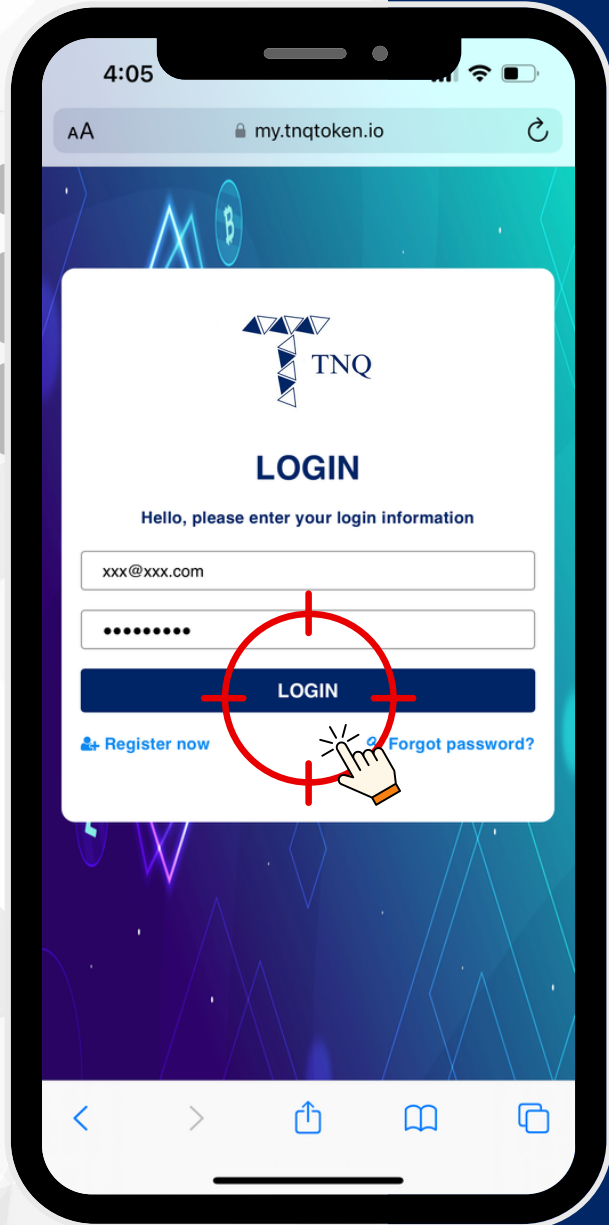 4:05
AA my.tnqtoken.io
TNQ
LOGIN
Hello, please enter your login information
xxx@xxx.com
•••••••••
LOGIN
Register now Forgot password?